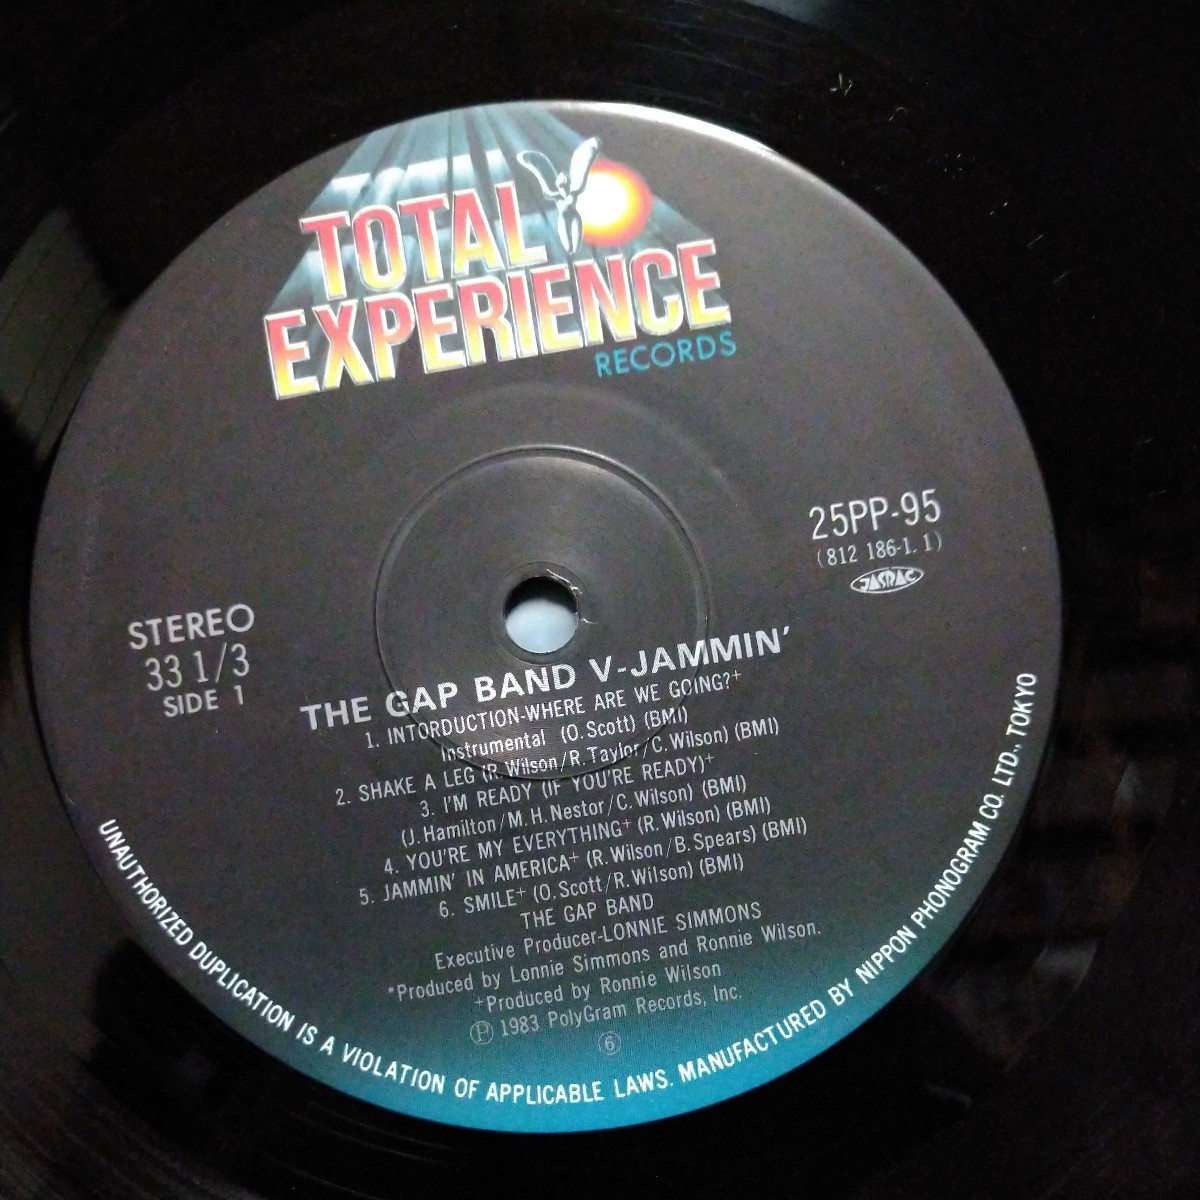 TOTAL
EXPERIENCE
RECORDS
25PP-95
(812 186-1. 1)
JASRAC
STEREO
33 1/3
SIDE 1
THE GAP BAND V-JAMMIN'
1. INTORDUCTION-WHERE ARE WE GOING?+
Instrumental (O. Scott) (BMI)
2. SHAKE A LEG (R. Wilson/R. Taylor/C. Wilson) (BMI)
3. I'M READY (IF YOU'RE READY)+
(J. Hamilton/M. H. Nestor/C. Wilson) (BMI)
4. YOU'RE MY EVERYTHING+ (R. Wilson) (BMI)
5. JAMMIN' IN AMERICA+ (R. Wilson/B. Spears) (BMI)
6. SMILE+ (O. Scott/R. Wilson) (BMI)
THE GAP BAND
Executive Producer-LONNIE SIMMONS
*Produced by Lonnie Simmons and Ronnie Wilson.
+Produced by Ronnie Wilson
Ⓟ 1983 PolyGram Records, Inc.
⑥
UNAUTHORIZED DUPLICATION IS A VIOLATION OF APPLICABLE LAWS. MANUFACTURED BY NIPPON PHONOGRAM CO. LTD., TOKYO